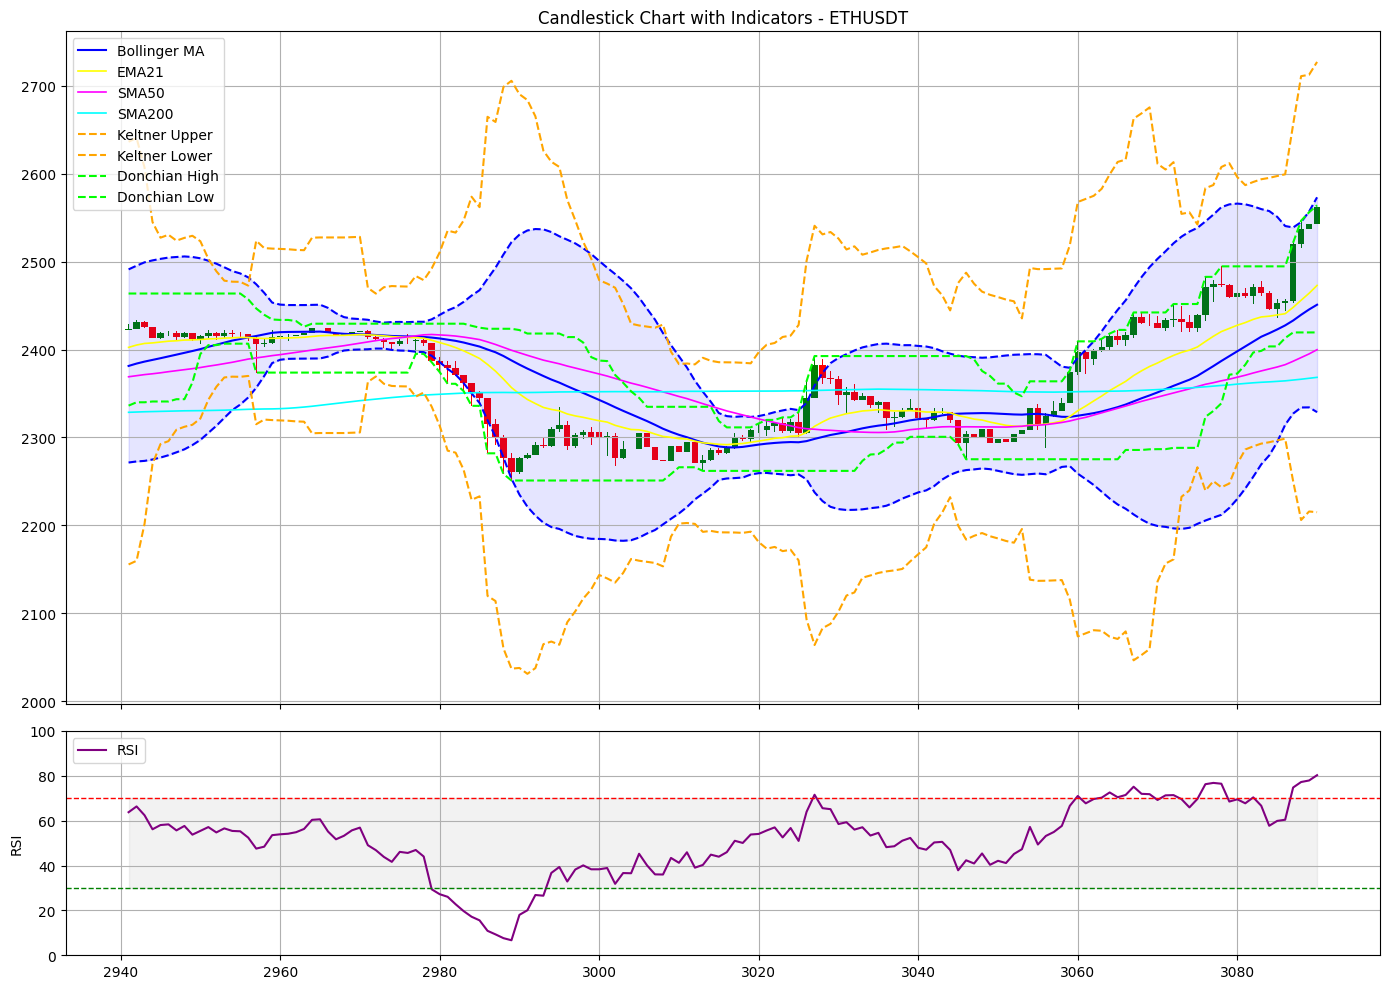 Candlestick Chart with Indicators - ETHUSDT
Bollinger MA
EMA21
SMA50
SMA200
Keltner Upper
Keltner Lower
Donchian High
Donchian Low
2700
2600
2500
2400
2300
2200
2100
2000
RSI
100
80
60
40
20
0
RSI
2940
2960
2980
3000
3020
3040
3060
3080